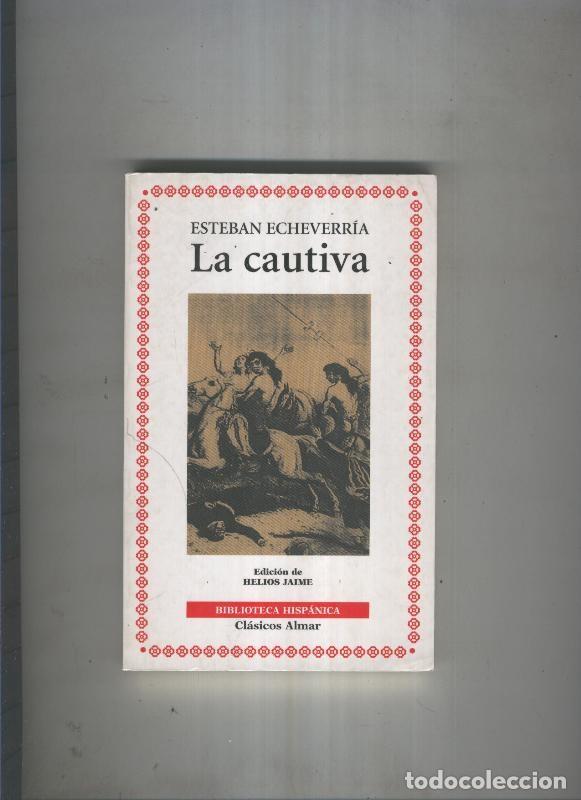 ESTEBAN ECHEVERRÍA
La cautiva
Edición de
HELIOS JAIME
BIBLIOTECA HISPÁNICA
Clásicos Almar
todocoleccion